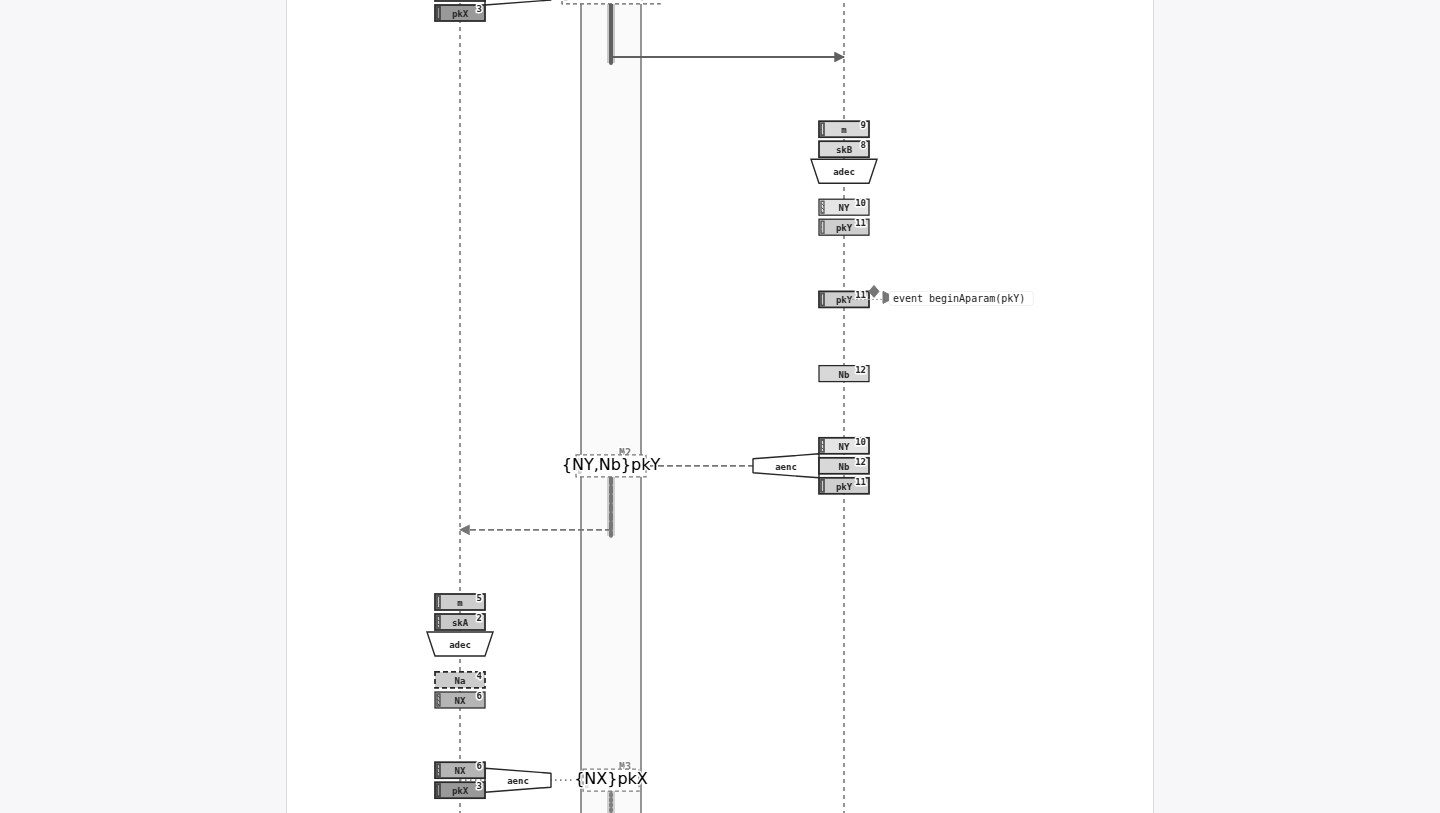 pkX 3
m 9
skB 8
adec
NY 10
pkY 11
pkY 11 event beginAparam(pkY)
Nb 12
NY 10
M2
{NY,Nb}pkY aenc Nb 12
pkY 11
m 5
skA 2
adec
Na 4
NX 6
NX 6
M3
aenc {NX}pkX
pkX 3